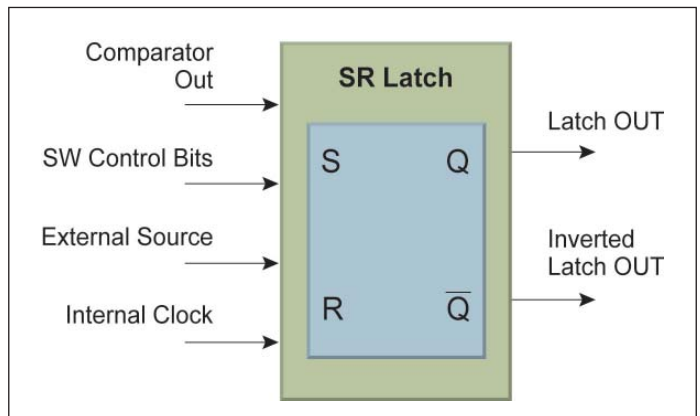 Comparator
Out
SR Latch
Latch OUT
SW Control Bits
S
Q
External Source
Inverted
Latch OUT
Internal Clock
R
Q̅